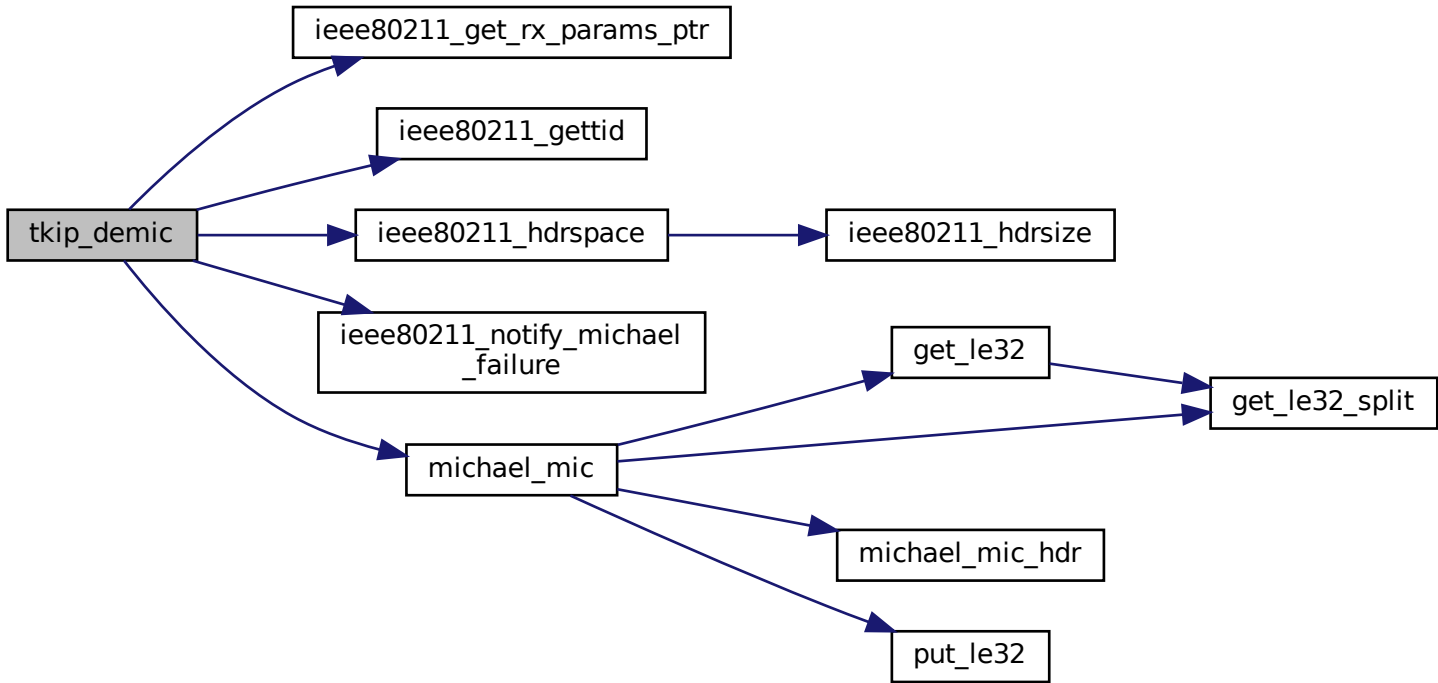 ieee80211_get_rx_params_ptr
ieee80211_gettid
tkip_demic
ieee80211_hdrspace
ieee80211_hdrsize
ieee80211_notify_michael
_failure
get_le32
get_le32_split
michael_mic
michael_mic_hdr
put_le32